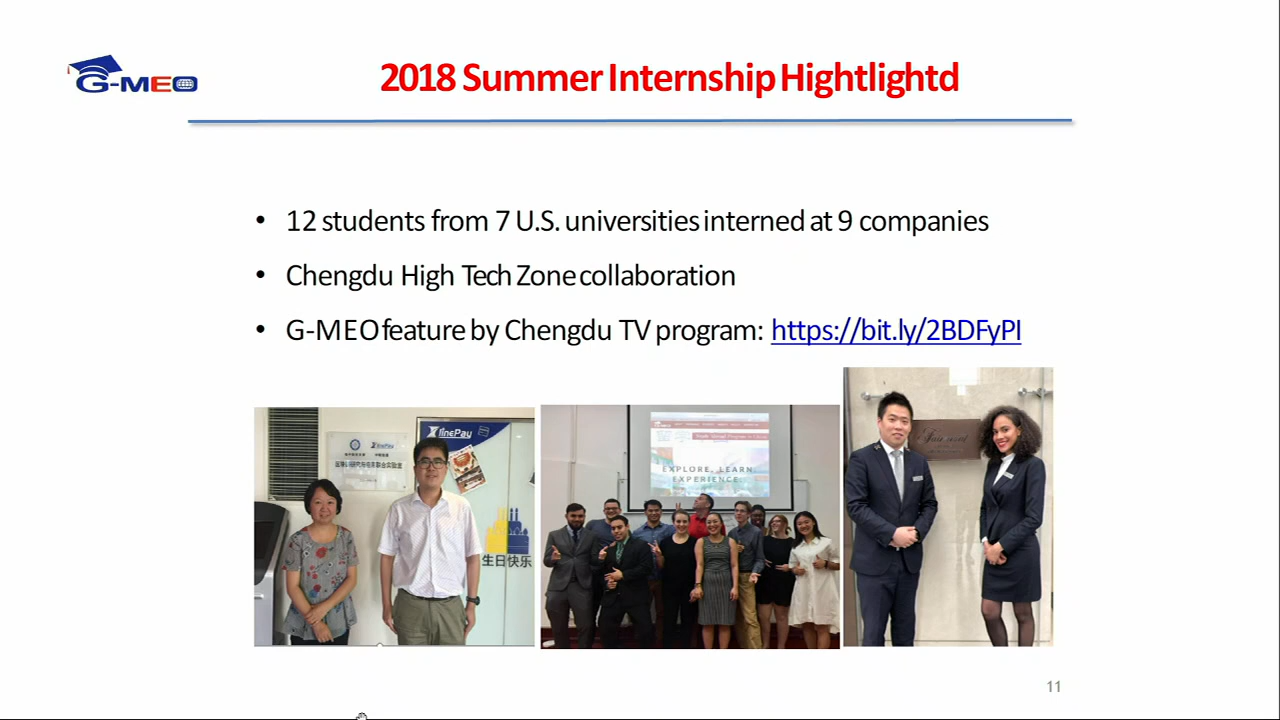 G-MEO
2018 Summer Internship Hightlightd
• 12 students from 7 U.S. universities interned at 9 companies
• Chengdu High Tech Zone collaboration
• G-MEO feature by Chengdu TV program: https://bit.ly/2BDFyPI
XlinePay
生日快乐
EXPLORE, LEARN
EXPERIENCE
11